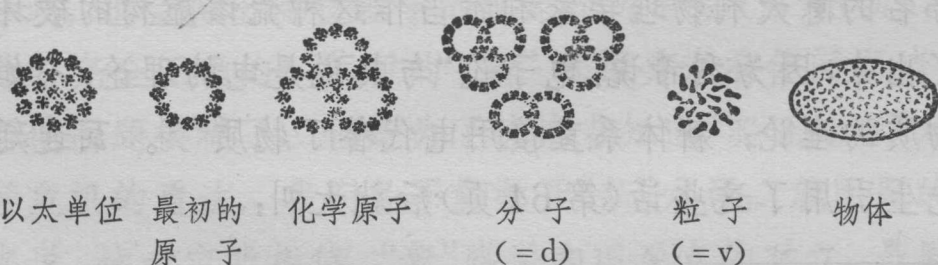 以太单位 最初的 化学原子 分子 粒子 物体
原子 (=d) (=v)